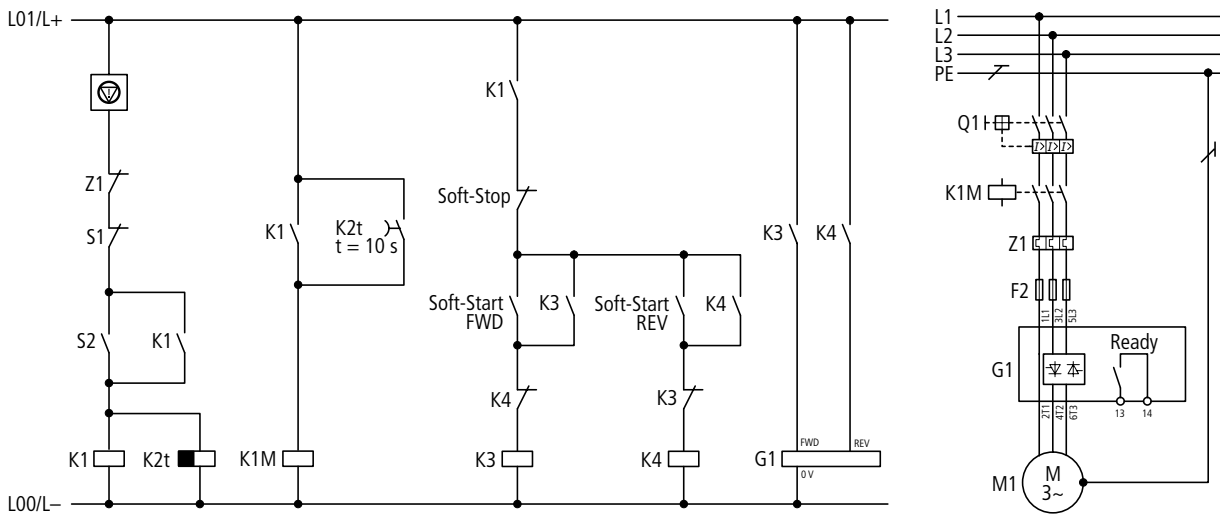 L01/L+
Z1
S1
S2
K1
K1
K2t
K1
K2t
t = 10 s
K1M
K1
Soft-Stop
Soft-Start
FWD
K3
Soft-Start
REV
K4
K4
K3
K3
K4
K3
K4
G1
FWD
REV
0 V
L00/L–
L1
L2
L3
PE
Q1
I> I> I>
K1M
Z1
F2
1L1
3L2
5L3
G1
Ready
2T1
4T2
6T3
13
14
M1
M
3~